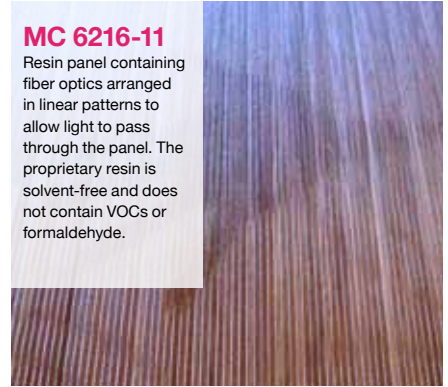 MC 6216-11
Resin panel containing
fiber optics arranged
in linear patterns to
allow light to pass
through the panel. The
proprietary resin is
solvent-free and does
not contain VOCs or
formaldehyde.